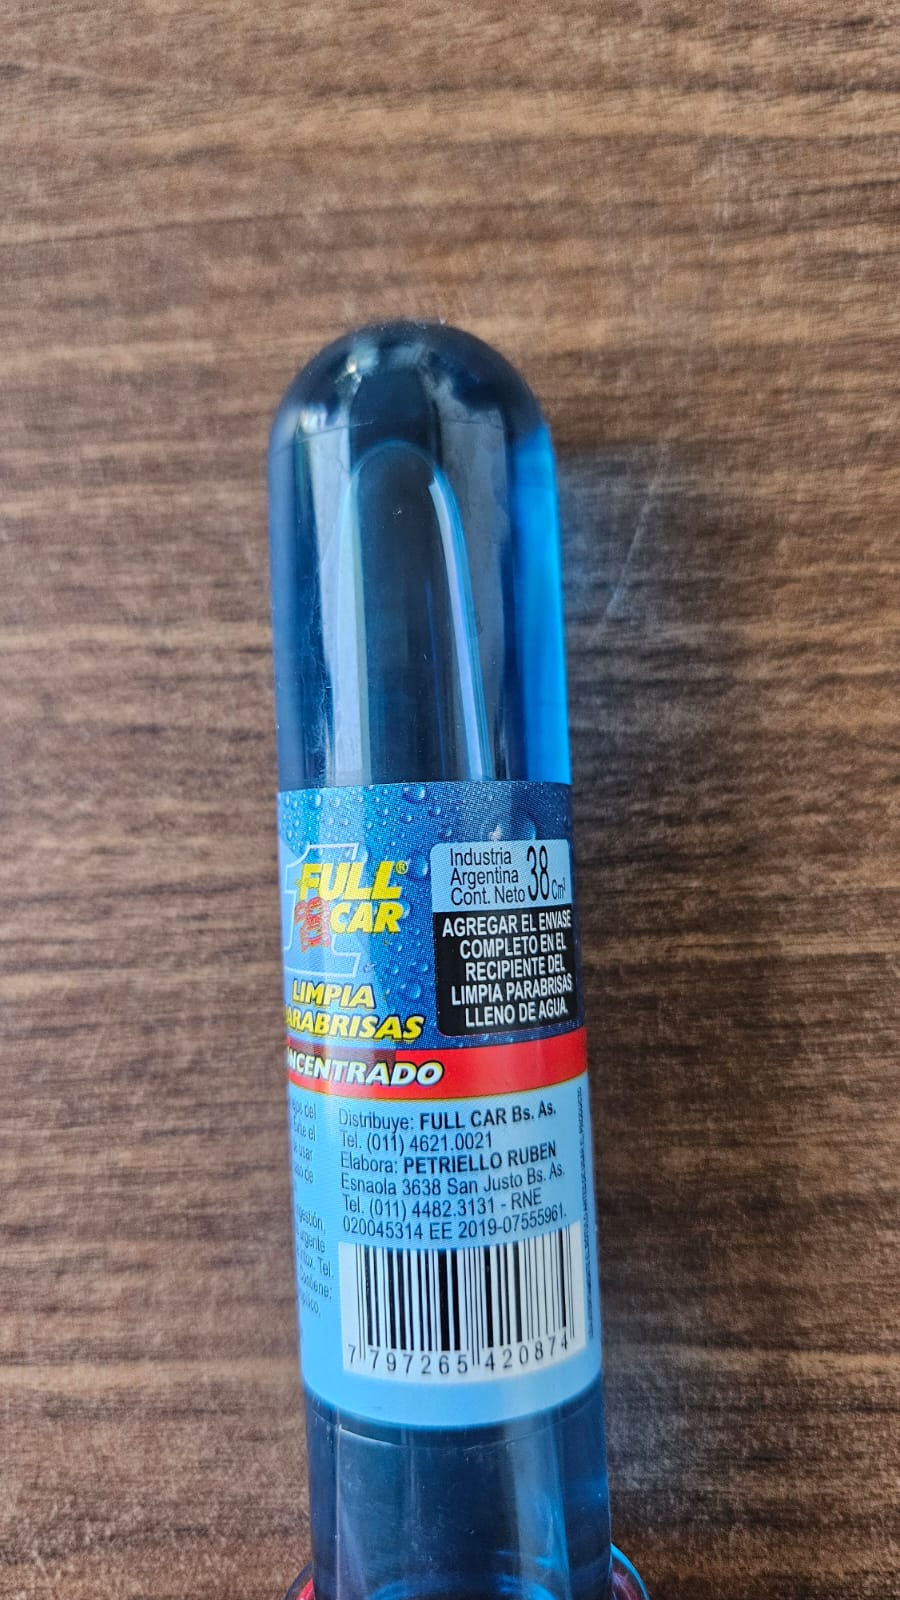 FULL®
CAR
LIMPIA
PARABRISAS
CONCENTRADO
Industria
Argentina
Cont. Neto 38 Cm³
AGREGAR EL ENVASE
COMPLETO EN EL
RECIPIENTE DEL
LIMPIA PARABRISAS
LLENO DE AGUA.
Distribuye: FULL CAR Bs. As.
Tel. (011) 4621.0021
Elabora: PETRIELLO RUBEN
Esnaola 3638 San Justo Bs. As.
Tel. (011) 4482.3131 - RNE
020045314 EE 2019-07555961.
7 797265 420874